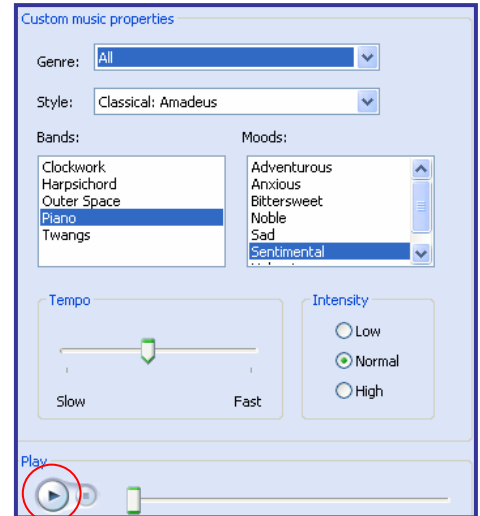 Custom music properties
Genre: All
Style: Classical: Amadeus
Bands: Moods:
Clockwork
Harpsichord
Outer Space
Piano
Twangs
Adventurous
Anxious
Bittersweet
Noble
Sad
Sentimental
Tempo
Slow Fast
Intensity
Low
Normal
High
Play